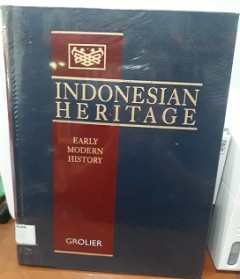 INDONESIAN
HERITAGE
EARLY
MODERN
HISTORY
GROLIER